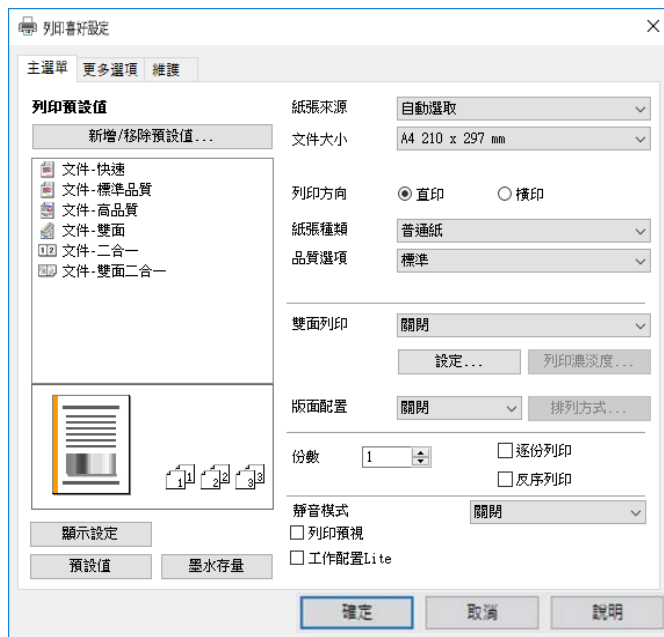 列印喜好設定
主選單 更多選項 維護
列印預設值
新增/移除預設值...
文件-快速
文件-標準品質
文件-高品質
文件-雙面
12 文件-二合一
文件-雙面二合一
1 1 2 2 3 3
顯示設定
預設值 墨水存量
紙張來源 自動選取
文件大小 A4 210 x 297 mm
列印方向 直印 橫印
紙張種類 普通紙
品質選項 標準
雙面列印 關閉
設定... 列印濃淡度...
版面配置 關閉 排列方式...
份數 1 逐份列印
反序列印
靜音模式 關閉
列印預視
工作配置Lite
確定 取消 說明